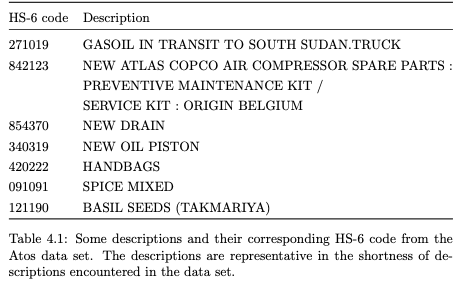 HS-6 code Description
271019 GASOIL IN TRANSIT TO SOUTH SUDAN.TRUCK
842123 NEW ATLAS COPCO AIR COMPRESSOR SPARE PARTS :
PREVENTIVE MAINTENANCE KIT /
SERVICE KIT : ORIGIN BELGIUM
854370 NEW DRAIN
340319 NEW OIL PISTON
420222 HANDBAGS
091091 SPICE MIXED
121190 BASIL SEEDS (TAKMARIYA)
Table 4.1: Some descriptions and their corresponding HS-6 code from the
Atos data set. The descriptions are representative in the shortness of de-
scriptions encountered in the data set.